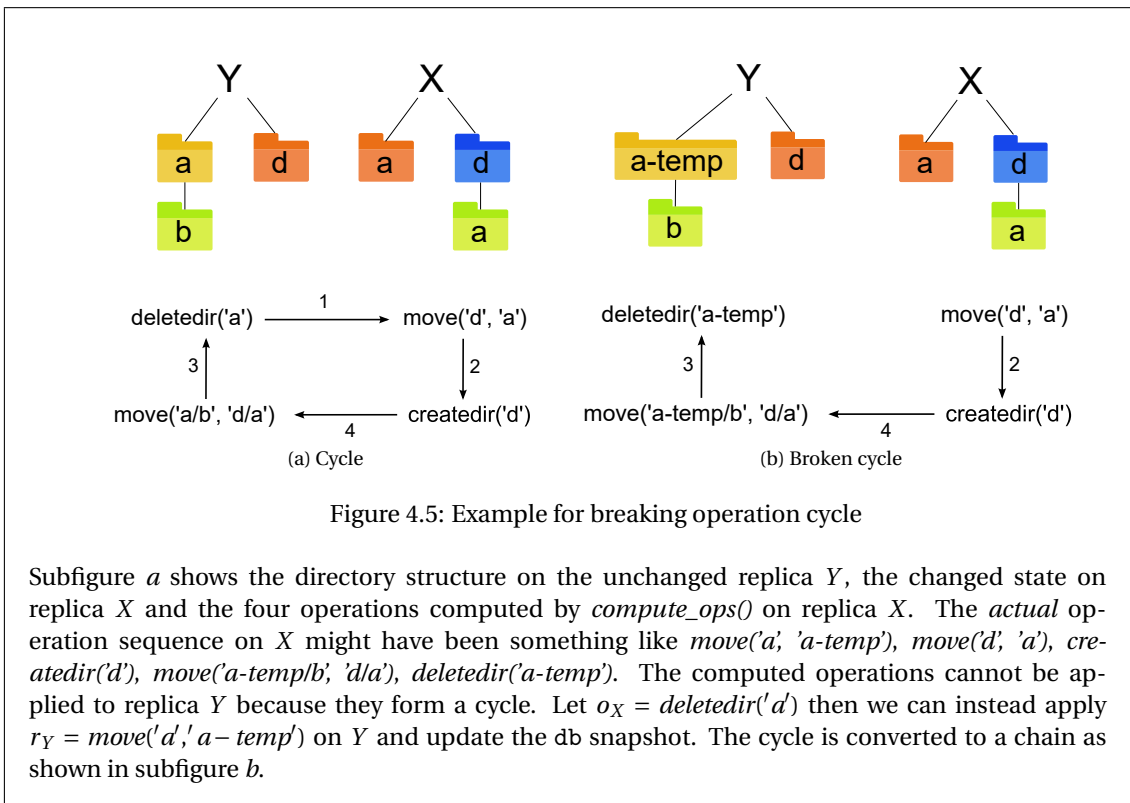 Y X Y X
a d a d a-temp d a d
b a b a
deletedir('a') 1 move('d', 'a') deletedir('a-temp') move('d', 'a')
3 2 3 2
move('a/b', 'd/a') 4 createdir('d') move('a-temp/b', 'd/a') 4 createdir('d')
(a) Cycle (b) Broken cycle
Figure 4.5: Example for breaking operation cycle
Subfigure a shows the directory structure on the unchanged replica Y, the changed state on
replica X and the four operations computed by compute_ops() on replica X. The actual op-
eration sequence on X might have been something like move('a', 'a-temp'), move('d', 'a'), cre-
atedir('d'), move('a-temp/b', 'd/a'), deletedir('a-temp'). The computed operations cannot be ap-
plied to replica Y because they form a cycle. Let oX = deletedir('a') then we can instead apply
rY = move('a',' a − temp') on Y and update the db snapshot. The cycle is converted to a chain as
shown in subfigure b.